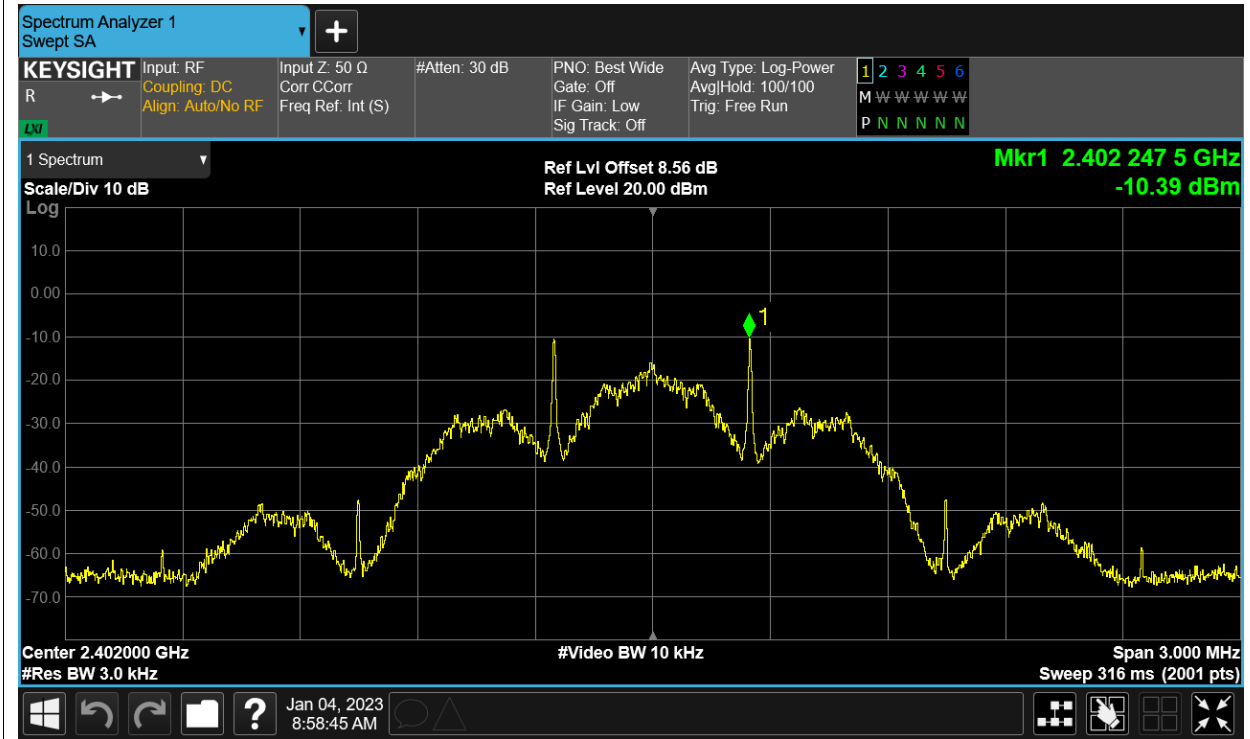 Spectrum Analyzer 1
Swept SA
+
KEYSIGHT
R
LXI
Input: RF
Coupling: DC
Align: Auto/No RF
Input Z: 50 Ω
Corr CCorr
Freq Ref: Int (S)
#Atten: 30 dB
PNO: Best Wide
Gate: Off
IF Gain: Low
Sig Track: Off
Avg Type: Log-Power
Avg|Hold: 100/100
Trig: Free Run
1 2 3 4 5 6
M W W W W W
P N N N N N
1 Spectrum
Scale/Div 10 dB
Log
Ref Lvl Offset 8.56 dB
Ref Level 20.00 dBm
Mkr1 2.402 247 5 GHz
-10.39 dBm
10.0
0.00
-10.0
-20.0
-30.0
-40.0
-50.0
-60.0
-70.0
1
Center 2.402000 GHz
#Res BW 3.0 kHz
#Video BW 10 kHz
Span 3.000 MHz
Sweep 316 ms (2001 pts)
?
Jan 04, 2023
8:58:45 AM